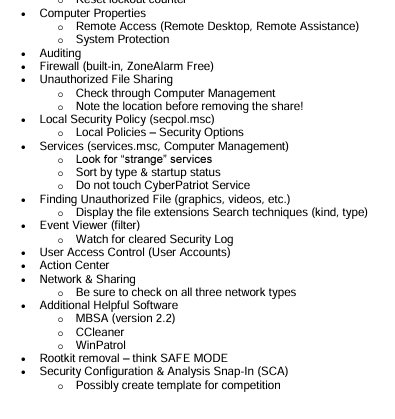 o Reset lockout counter
• Computer Properties
o Remote Access (Remote Desktop, Remote Assistance)
o System Protection
• Auditing
• Firewall (built-in, ZoneAlarm Free)
• Unauthorized File Sharing
o Check through Computer Management
o Note the location before removing the share!
• Local Security Policy (secpol.msc)
o Local Policies – Security Options
• Services (services.msc, Computer Management)
o Look for “strange” services
o Sort by type & startup status
o Do not touch CyberPatriot Service
• Finding Unauthorized File (graphics, videos, etc.)
o Display the file extensions Search techniques (kind, type)
• Event Viewer (filter)
o Watch for cleared Security Log
• User Access Control (User Accounts)
• Action Center
• Network & Sharing
o Be sure to check on all three network types
• Additional Helpful Software
o MBSA (version 2.2)
o CCleaner
o WinPatrol
• Rootkit removal – think SAFE MODE
• Security Configuration & Analysis Snap-In (SCA)
o Possibly create template for competition